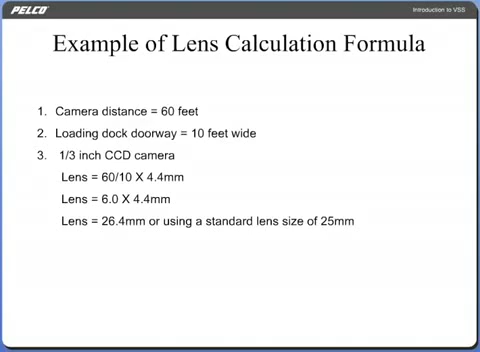 PELCO
Introduction to VSS
Example of Lens Calculation Formula
1. Camera distance = 60 feet
2. Loading dock doorway = 10 feet wide
3. 1/3 inch CCD camera
Lens = 60/10 X 4.4mm
Lens = 6.0 X 4.4mm
Lens = 26.4mm or using a standard lens size of 25mm